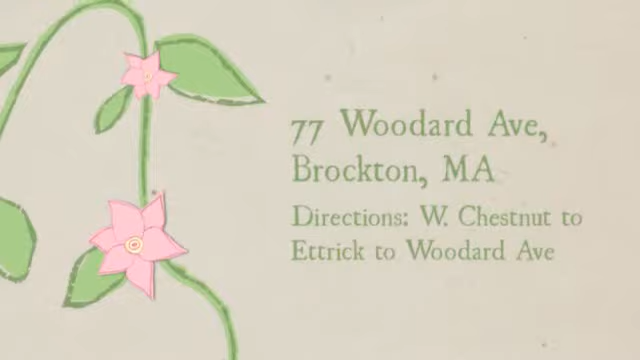 77 Woodard Ave,
Brockton, MA
Directions: W. Chestnut to
Ettrick to Woodard Ave